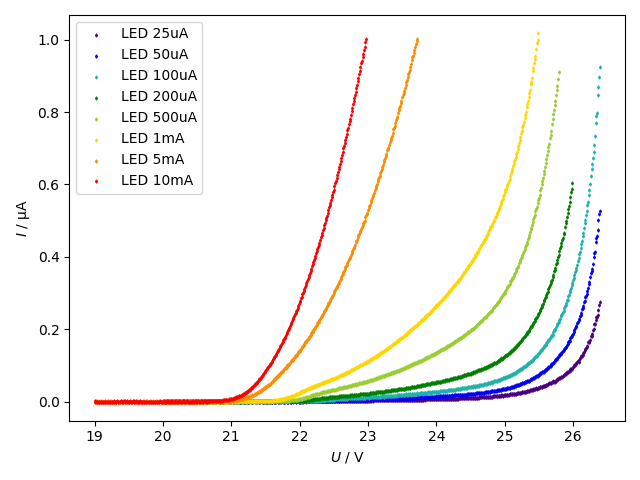 LED 25uA
LED 50uA
LED 100uA
LED 200uA
LED 500uA
LED 1mA
LED 5mA
LED 10mA
1.0
0.8
0.6
0.4
0.2
0.0
I / μA
19 20 21 22 23 24 25 26
U / V